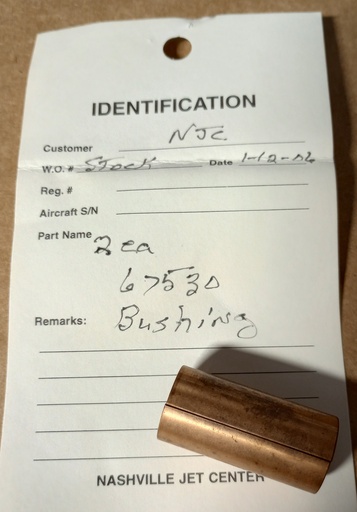 IDENTIFICATION
Customer NJC
W.O.# Stock Date 1-12-06
Reg. #
Aircraft S/N
Part Name 2 ea
67530
Remarks: Bushing
NASHVILLE JET CENTER